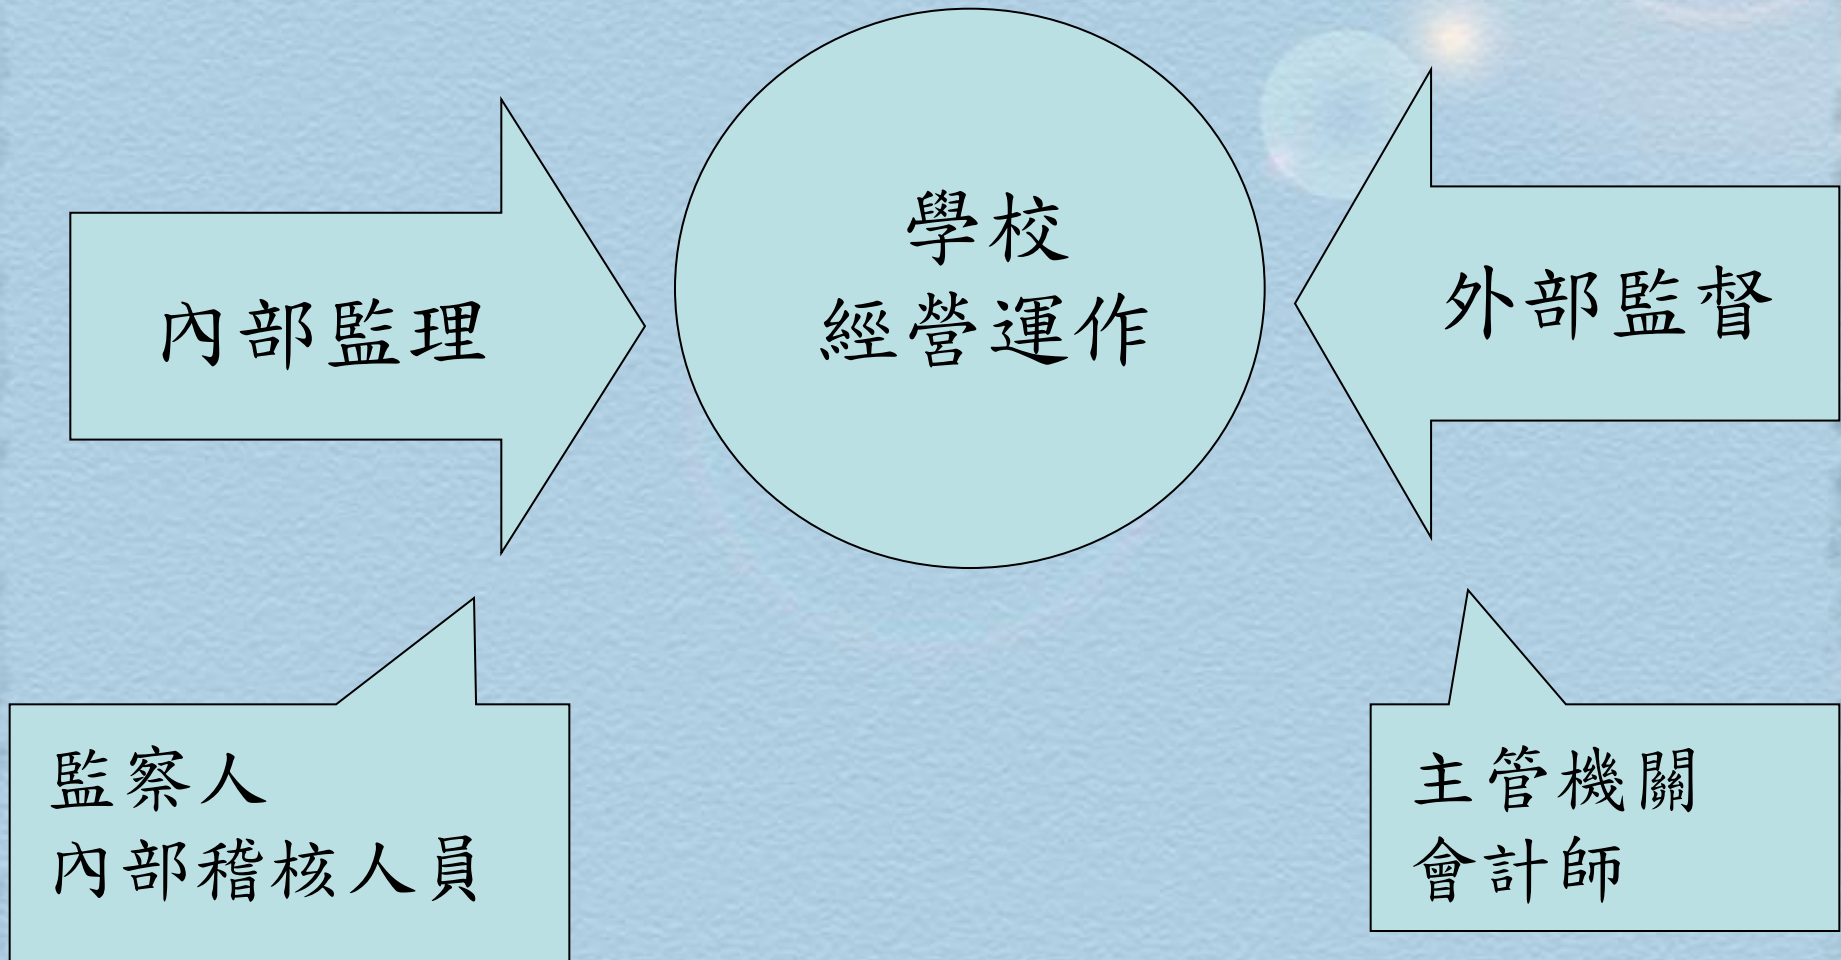 學校
經營運作
內部監理
外部監督
監察人
內部稽核人員
主管機關
會計師